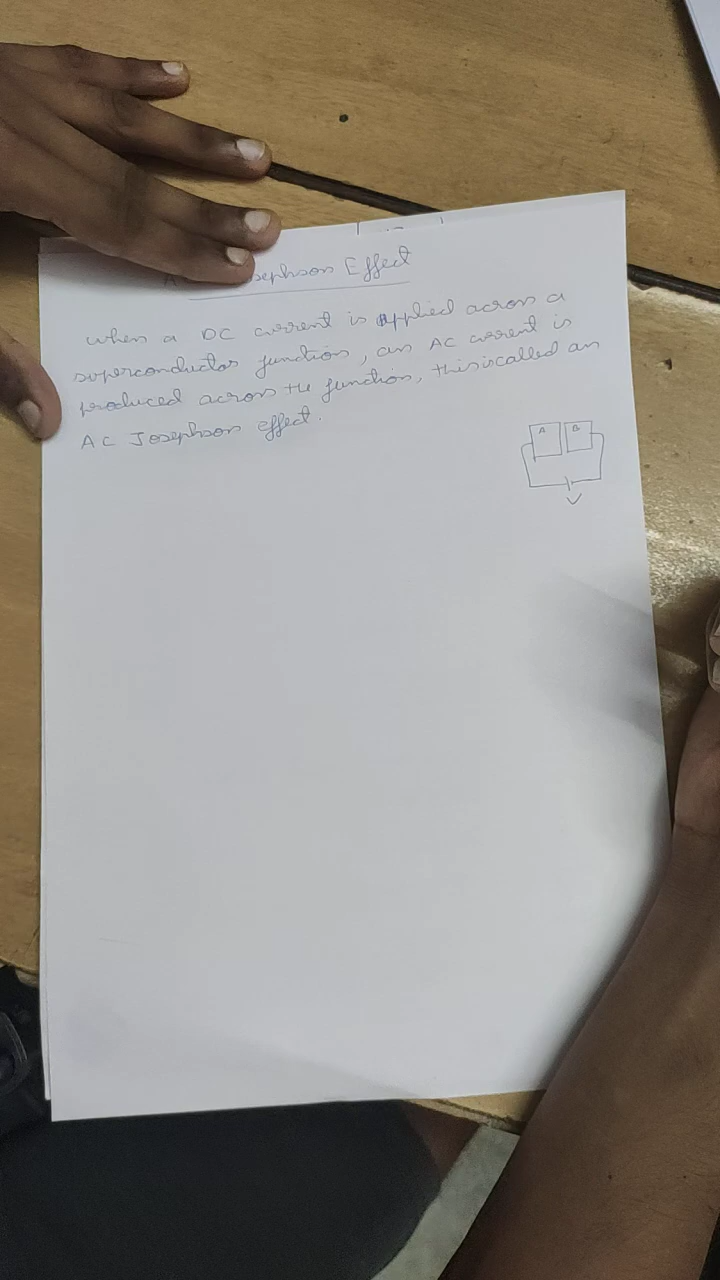 Josephson Effect
when a DC current is applied across a
superconductor junction, an AC current is
produced across the junction, this is called an
AC Josephson effect.
A B
V